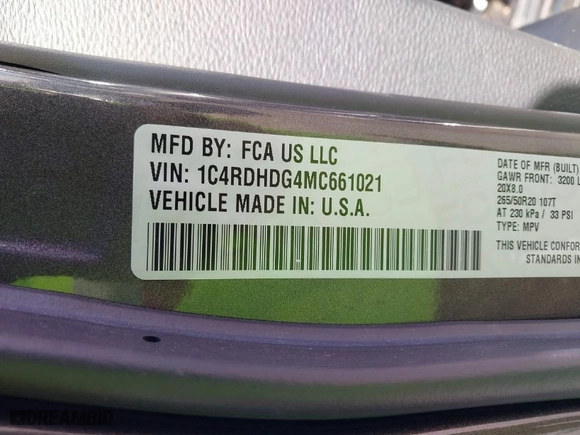 MFD BY: FCA US LLC
VIN: 1C4RDHDG4MC661021
VEHICLE MADE IN: U.S.A.
DATE OF MFR (BUILT)
GAWR FRONT: 3200 L
20X8.0
265/50R20 107T
AT 230 kPa / 33 PSI
TYPE: MPV
THIS VEHICLE CONFOR
STANDARDS IN
DREAMBID